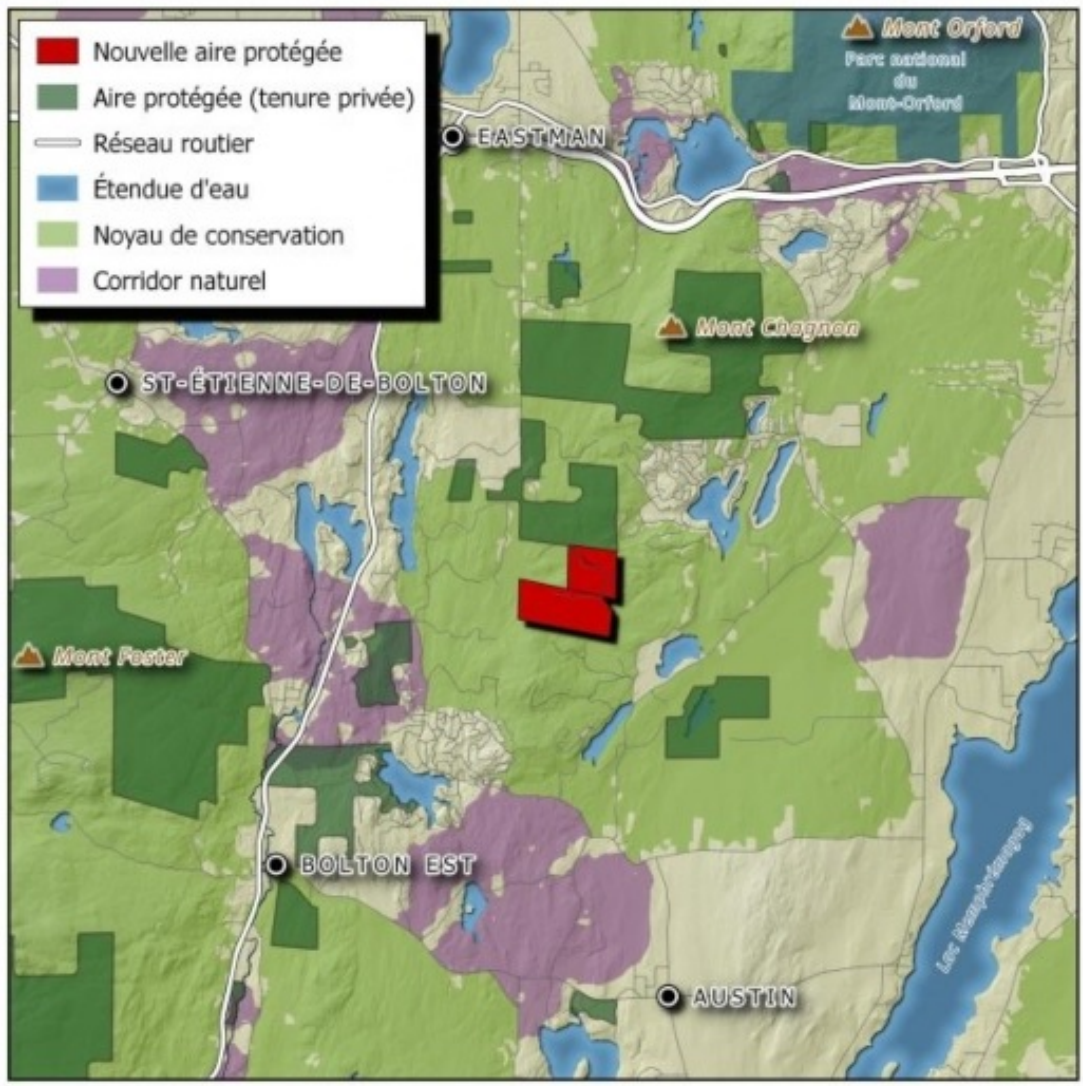 Nouvelle aire protégée
Aire protégée (tenure privée)
Réseau routier
Étendue d'eau
Noyau de conservation
Corridor naturel
Mont Orford
Parc national
du
Mont-Orford
EASTMAN
Mont Chagnon
ST-ÉTIENNE-DE-BOLTON
Mont Foster
BOLTON EST
AUSTIN
Lac Memphrémagog